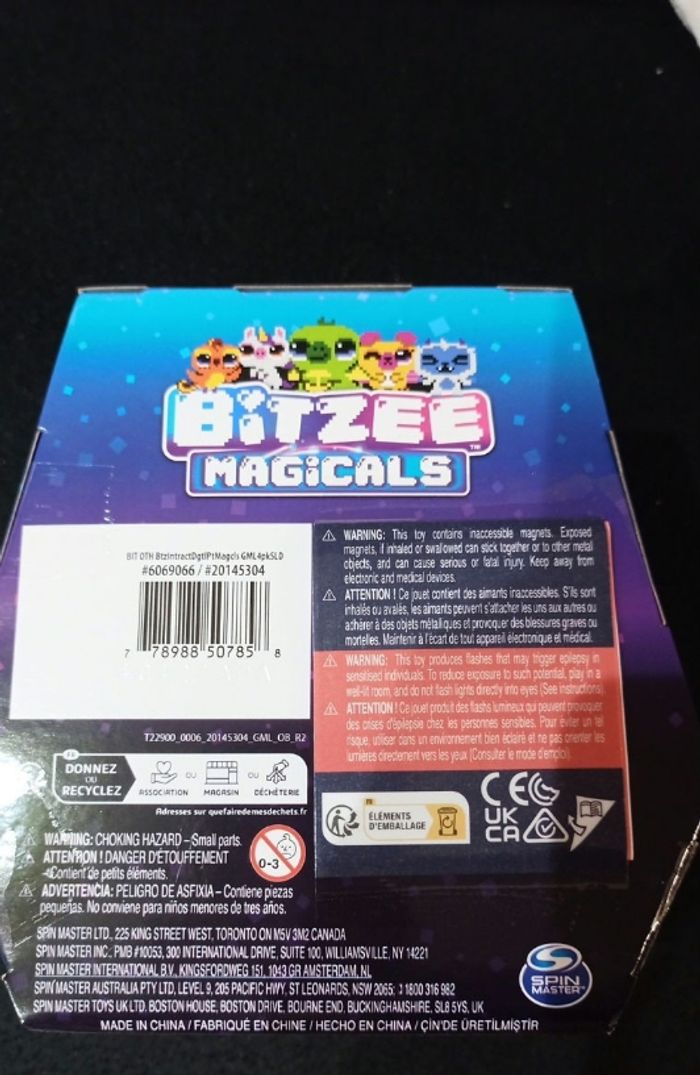 BiTZEE
TM
MAGiCALS
BIT OTH BtzIntractDgtlPtMagcls GML4pkSLD
#6069066 / #20145304
7 78988 50785 8
T22900_0006_20145304_GML_OB_R2
FR
DONNEZ
OU
RECYCLEZ
ASSOCIATION OU MAGASIN OU DÉCHÈTERIE
Adresses sur quefairedemesdechets.fr
WARNING: CHOKING HAZARD – Small parts.
ATTENTION ! DANGER D'ÉTOUFFEMENT
– Contient de petits éléments.
ADVERTENCIA: PELIGRO DE ASFIXIA – Contiene piezas
pequeñas. No conviene para niños menores de tres años.
0-3
WARNING: This toy contains inaccessible magnets. Exposed
magnets, if inhaled or swallowed can stick together or to other metal
objects, and can cause serious or fatal injury. Keep away from
electronic and medical devices.
ATTENTION ! Ce jouet contient des aimants inaccessibles. S'ils sont
inhalés ou avalés, les aimants peuvent s'attacher les uns aux autres ou
adhérer à des objets métalliques et provoquer des blessures graves ou
mortelles. Maintenir à l'écart de tout appareil électronique et médical.
WARNING: This toy produces flashes that may trigger epilepsy in
sensitised individuals. To reduce exposure to such potential, play in a
well-lit room, and do not flash lights directly into eyes (See instructions).
ATTENTION ! Ce jouet produit des flashs lumineux qui peuvent provoquer
des crises d'épilepsie chez les personnes sensibles. Pour éviter un tel
risque, utiliser dans un environnement bien éclairé et ne pas orienter les
lumières directement vers les yeux (Consulter le mode d'emploi).
FR
ÉLÉMENTS
D'EMBALLAGE
CE
UK
CA
SPIN MASTER LTD., 225 KING STREET WEST, TORONTO ON M5V 3M2 CANADA
SPIN MASTER INC., PMB #10053, 300 INTERNATIONAL DRIVE, SUITE 100, WILLIAMSVILLE, NY 14221
SPIN MASTER INTERNATIONAL B.V., KINGSFORDWEG 151, 1043 GR AMSTERDAM, NL
SPIN MASTER AUSTRALIA PTY LTD, LEVEL 9, 205 PACIFIC HWY, ST LEONARDS, NSW 2065; 1800 316 982
SPIN MASTER TOYS UK LTD. BOSTON HOUSE, BOSTON DRIVE, BOURNE END, BUCKINGHAMSHIRE, SL8 5YS, UK
MADE IN CHINA / FABRIQUÉ EN CHINE / HECHO EN CHINA / ÇİN'DE ÜRETİLMİŞTİR
SPIN
MASTER